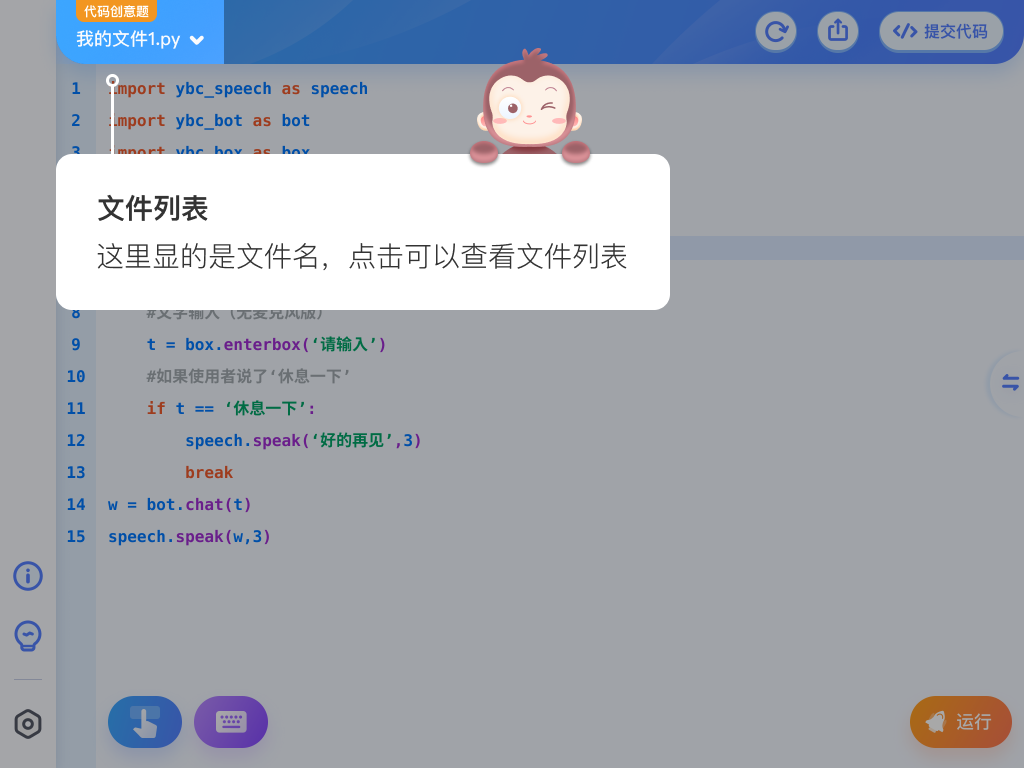 代码创意题
我的文件1.py
提交代码
1 import ybc_speech as speech
2 import ybc_bot as bot
3 import ybc_box as box
文件列表
这里显的是文件名，点击可以查看文件列表
8 #文字输入（无麦克风版）
9 t = box.enterbox(‘请输入’)
10 #如果使用者说了‘休息一下’
11 if t == ‘休息一下’:
12 speech.speak(‘好的再见’,3)
13 break
14 w = bot.chat(t)
15 speech.speak(w,3)
运行